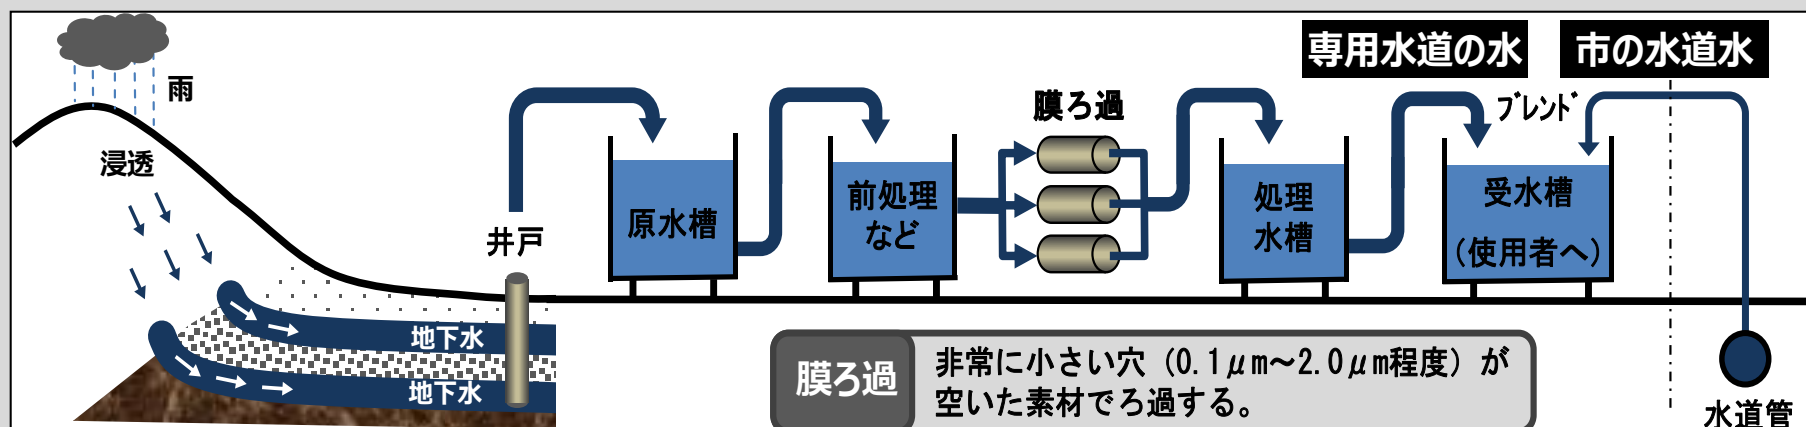 専用水道の水
市の水道水
雨
膜ろ過
ブレンド
浸透
井戸
原水槽
前処理
など
処理
水槽
受水槽
(使用者へ)
地下水
地下水
膜ろ過
非常に小さい穴（0.1μm～2.0μm程度）が
空いた素材でろ過する。
水道管